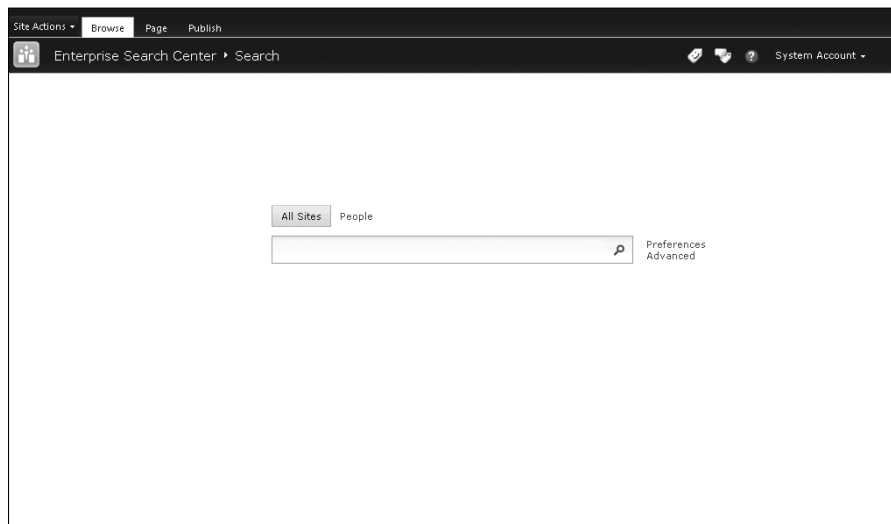 Site Actions Browse Page Publish
Enterprise Search Center Search System Account
All Sites People
Preferences
Advanced